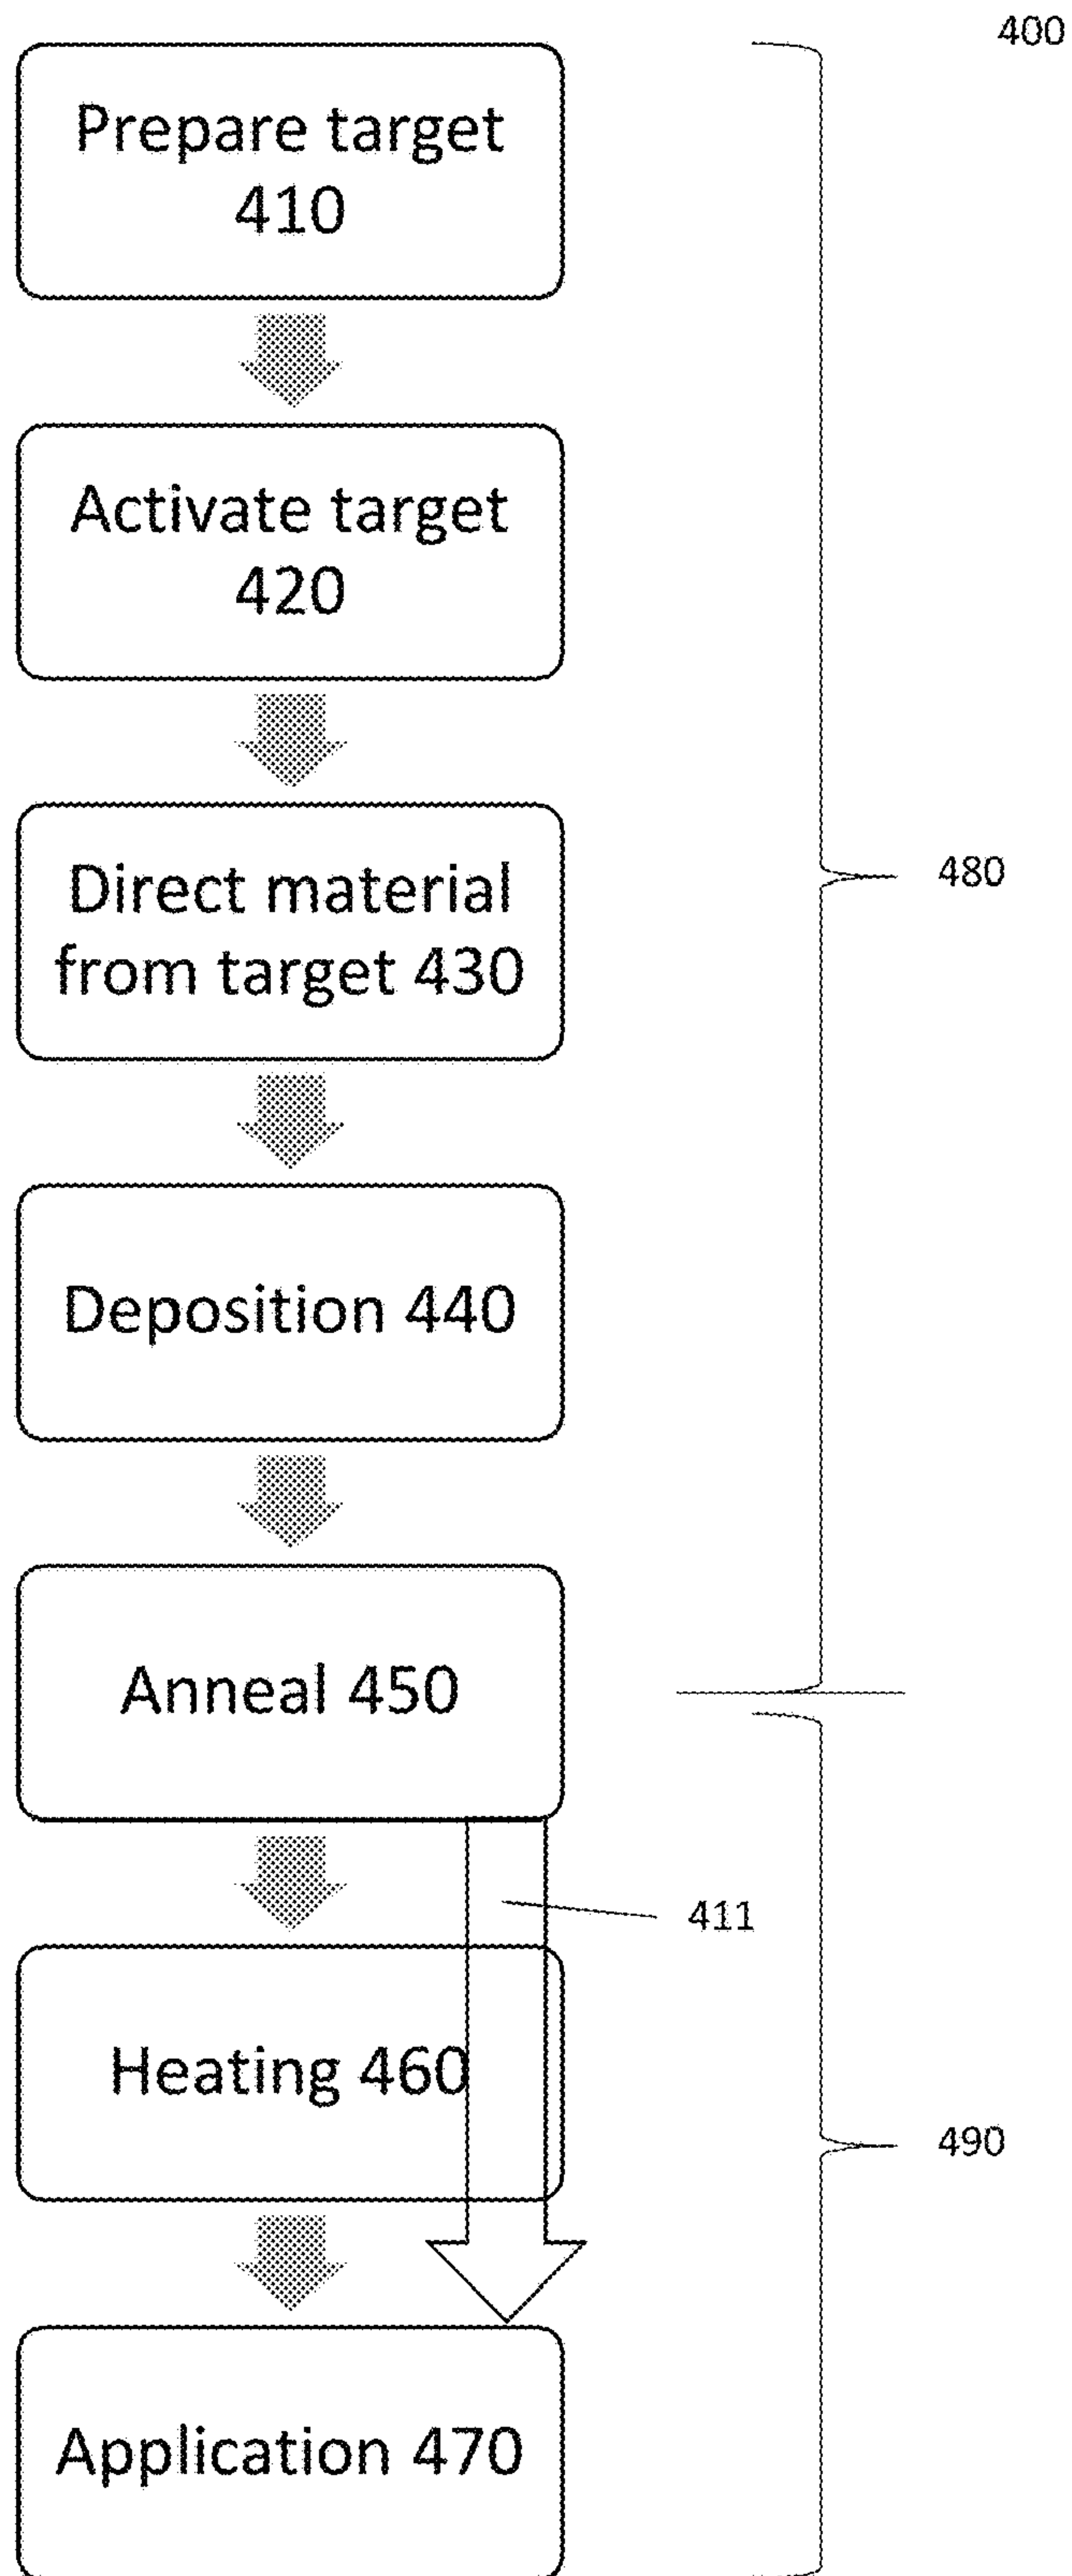 400
Prepare target
410
Activate target
420
Direct material
from target 430
480
Deposition 440
Anneal 450
411
Heating 460
490
Application 470